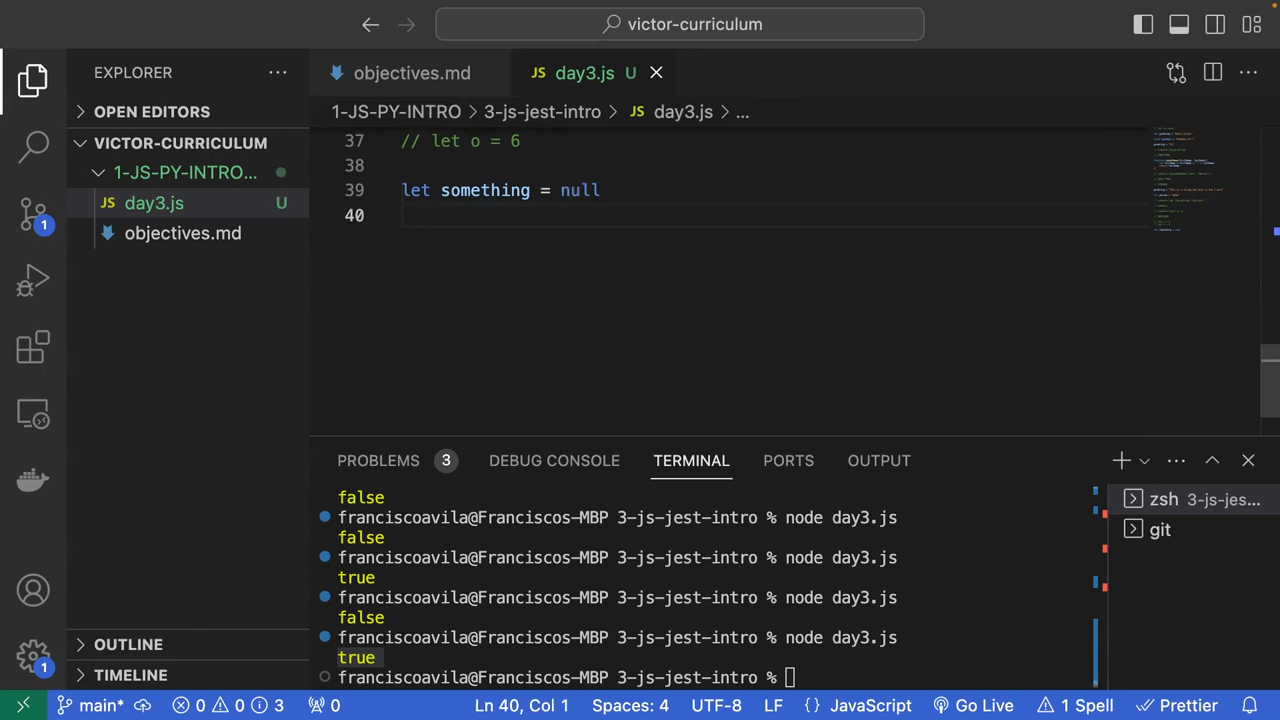 victor-curriculum
EXPLORER
objectives.md
JS day3.js U
OPEN EDITORS
1-JS-PY-INTRO > 3-js-jest-intro > JS day3.js > ...
VICTOR-CURRICULUM
1-JS-PY-INTRO...
JS day3.js U
objectives.md
37 // let o = 6
38
39 let something = null
40
1
PROBLEMS 3 DEBUG CONSOLE TERMINAL PORTS OUTPUT
false
franciscoavila@Franciscos-MBP 3-js-jest-intro % node day3.js
false
franciscoavila@Franciscos-MBP 3-js-jest-intro % node day3.js
true
franciscoavila@Franciscos-MBP 3-js-jest-intro % node day3.js
false
franciscoavila@Franciscos-MBP 3-js-jest-intro % node day3.js
true
franciscoavila@Franciscos-MBP 3-js-jest-intro %
zsh 3-js-jes...
git
OUTLINE
TIMELINE
1
main* 0 0 3 0 Ln 40, Col 1 Spaces: 4 UTF-8 LF {} JavaScript Go Live 1 Spell Prettier